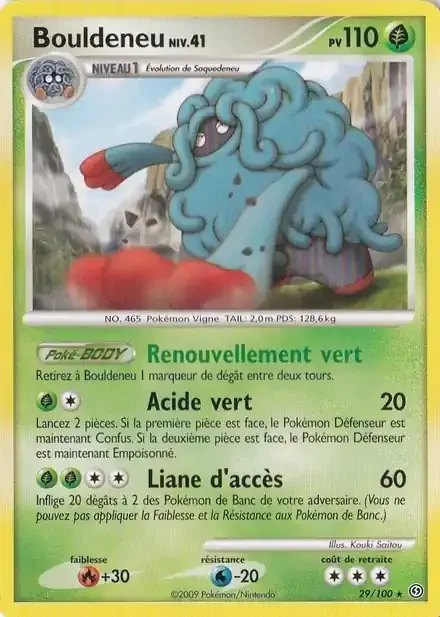 Bouldeneu NIV.41 PV 110
NIVEAU 1 Évolution de Saquedeneu
NO. 465 Pokémon Vigne TAIL: 2,0 m PDS: 128,6 kg
Poké-BODY Renouvellement vert
Retirez à Bouldeneu 1 marqueur de dégât entre deux tours.
Acide vert 20
Lancez 2 pièces. Si la première pièce est face, le Pokémon Défenseur est
maintenant Confus. Si la deuxième pièce est face, le Pokémon Défenseur
est maintenant Empoisonné.
Liane d'accès 60
Inflige 20 dégâts à 2 des Pokémon de Banc de votre adversaire. (Vous ne
pouvez pas appliquer la Faiblesse et la Résistance aux Pokémon de Banc.)
Illus. Kouki Saitou
faiblesse résistance coût de retraite
+30 -20
©2009 Pokémon/Nintendo 29/100 ★